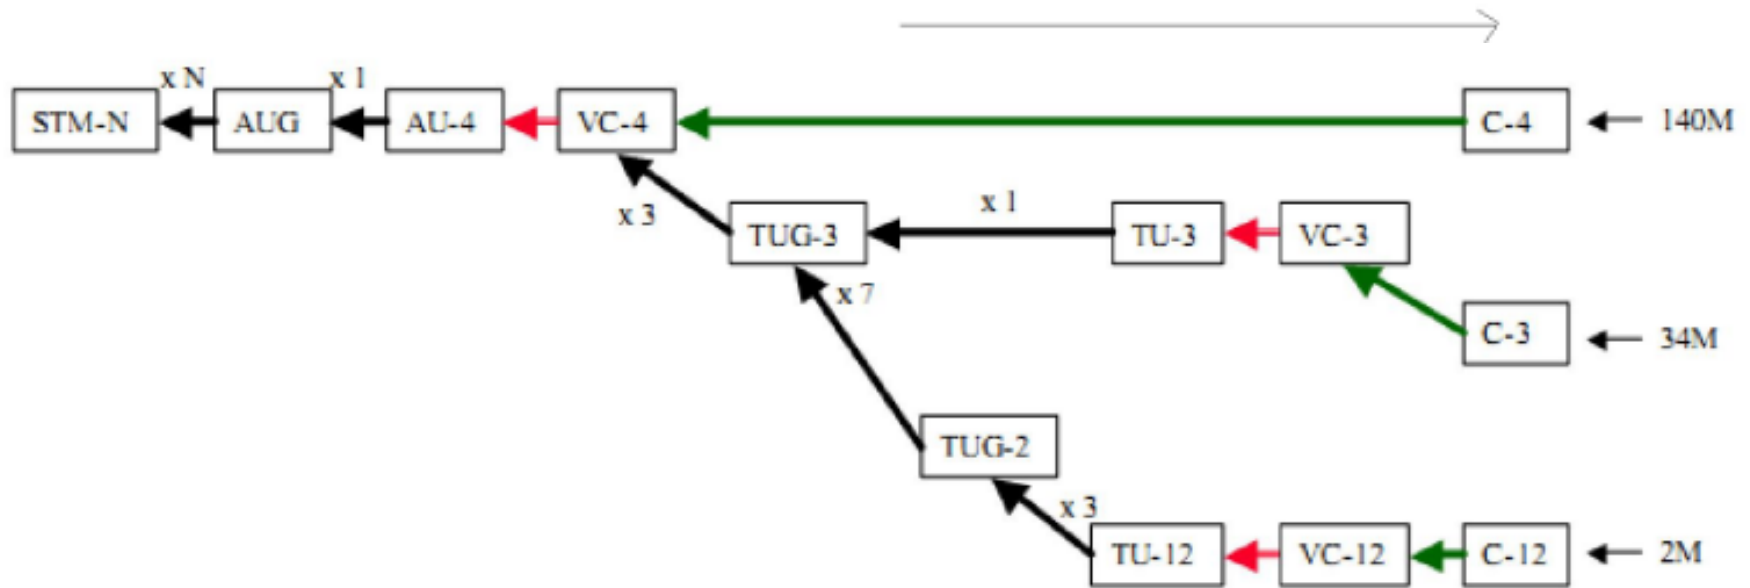 x N x 1
STM-N AUG AU-4 VC-4 C-4 140M
x 3 x 1
TUG-3 TU-3 VC-3
x 7
C-3 34M
TUG-2
x 3
TU-12 VC-12 C-12 2M